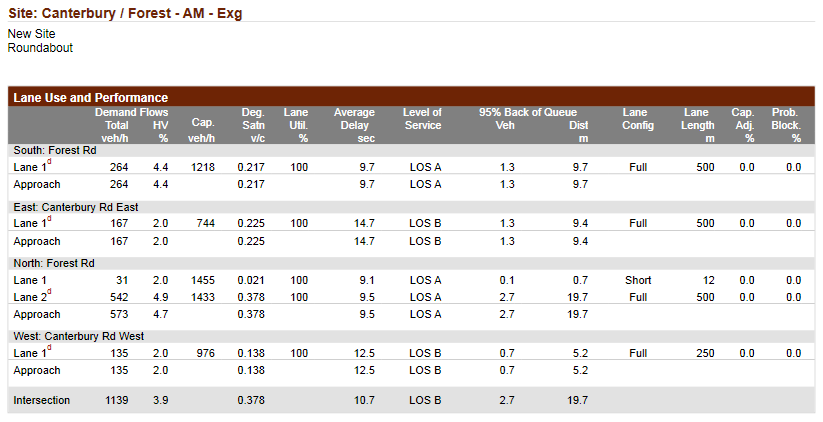 Site: Canterbury / Forest - AM - Exg
New Site
Roundabout
Lane Use and Performance
Demand Flows Deg. Lane Average Level of 95% Back of Queue Lane Lane Cap. Prob.
Total HV Cap. Satn Util. Delay Service Veh Dist Config Length Adj. Block.
veh/h % veh/h v/c % sec m m % %
South: Forest Rd
Lane 1d 264 4.4 1218 0.217 100 9.7 LOS A 1.3 9.7 Full 500 0.0 0.0
Approach 264 4.4 0.217 9.7 LOS A 1.3 9.7
East: Canterbury Rd East
Lane 1d 167 2.0 744 0.225 100 14.7 LOS B 1.3 9.4 Full 500 0.0 0.0
Approach 167 2.0 0.225 14.7 LOS B 1.3 9.4
North: Forest Rd
Lane 1 31 2.0 1455 0.021 100 9.1 LOS A 0.1 0.7 Short 12 0.0 0.0
Lane 2d 542 4.9 1433 0.378 100 9.5 LOS A 2.7 19.7 Full 500 0.0 0.0
Approach 573 4.7 0.378 9.5 LOS A 2.7 19.7
West: Canterbury Rd West
Lane 1d 135 2.0 976 0.138 100 12.5 LOS B 0.7 5.2 Full 250 0.0 0.0
Approach 135 2.0 0.138 12.5 LOS B 0.7 5.2
Intersection 1139 3.9 0.378 10.7 LOS B 2.7 19.7